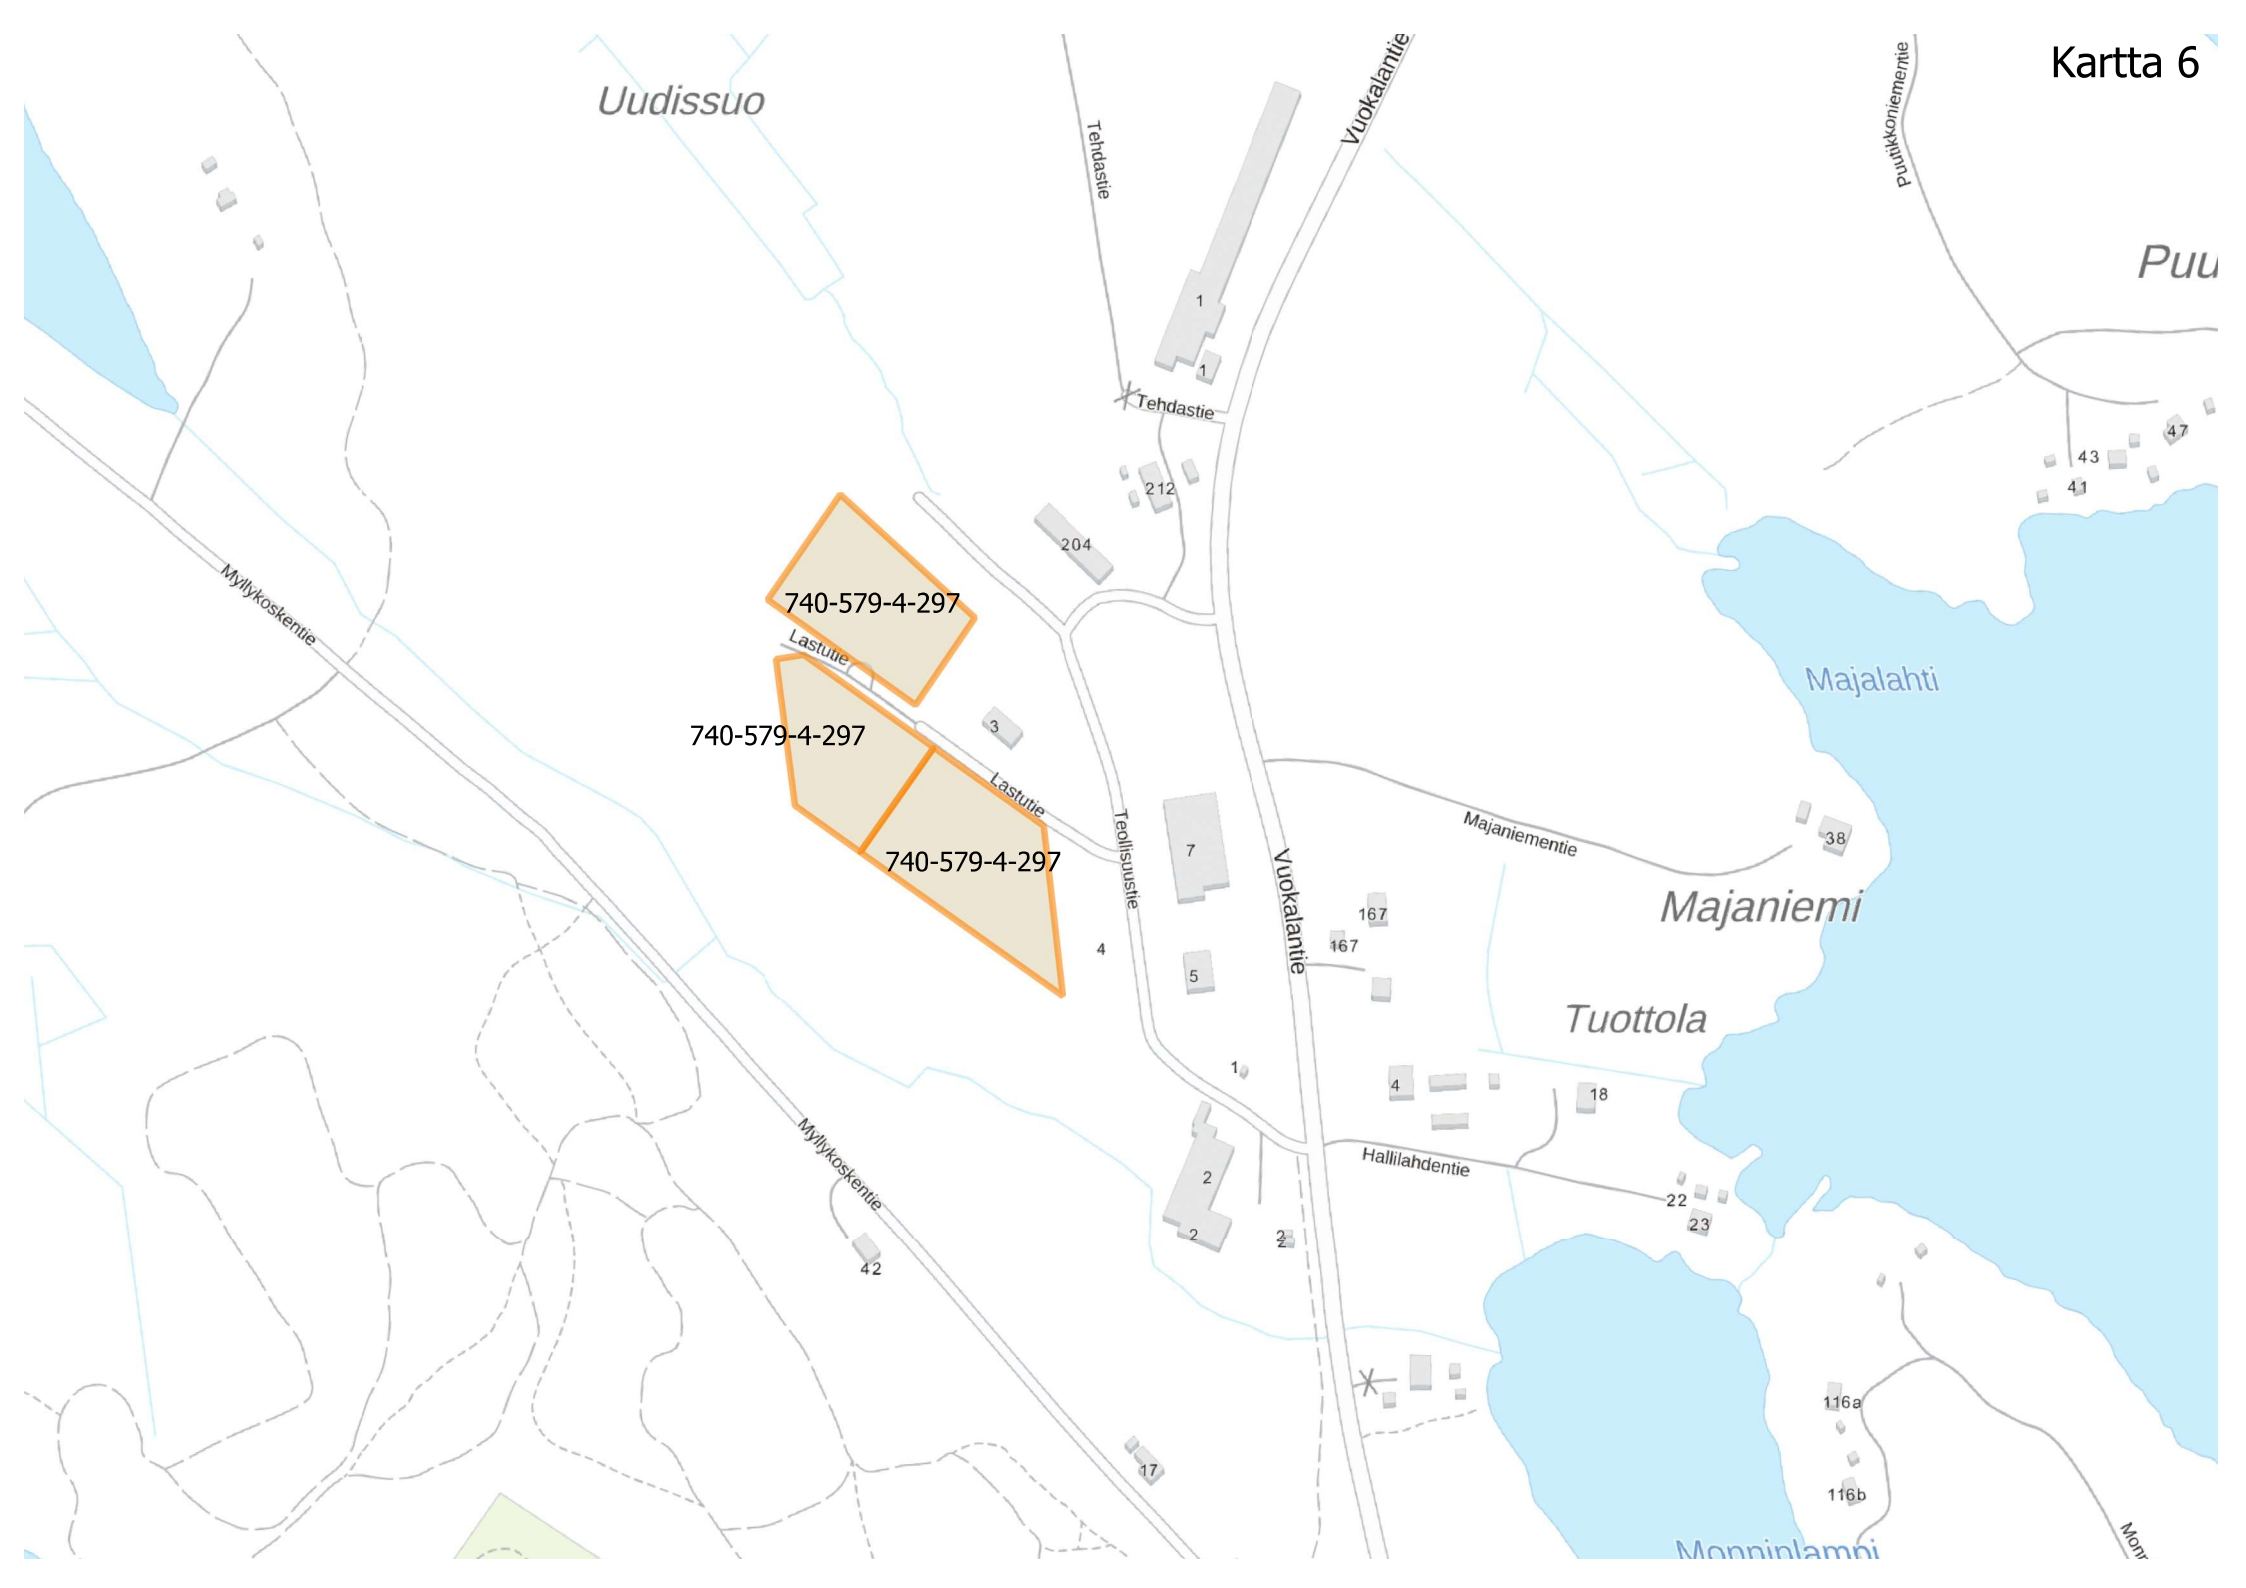 Kartta 6
Vuokalantie
Puutikkoniementie
Uudissuo
Tehdastie
Puu
1
1
Tehdastie
47
43
41
212
204
Myllykoskentie
740-579-4-297
Lastutie
Majalahti
3
740-579-4-297
Lastutie
Teollisuustie
7
Majaniementie
38
740-579-4-297
Vuokalantie
Majaniemi
167
167
4
5
Tuottola
1
4
18
Myllykoskentie
Hallilahdentie
2
22
23
2
2
42
116a
17
116b
Monninlampi
Monn